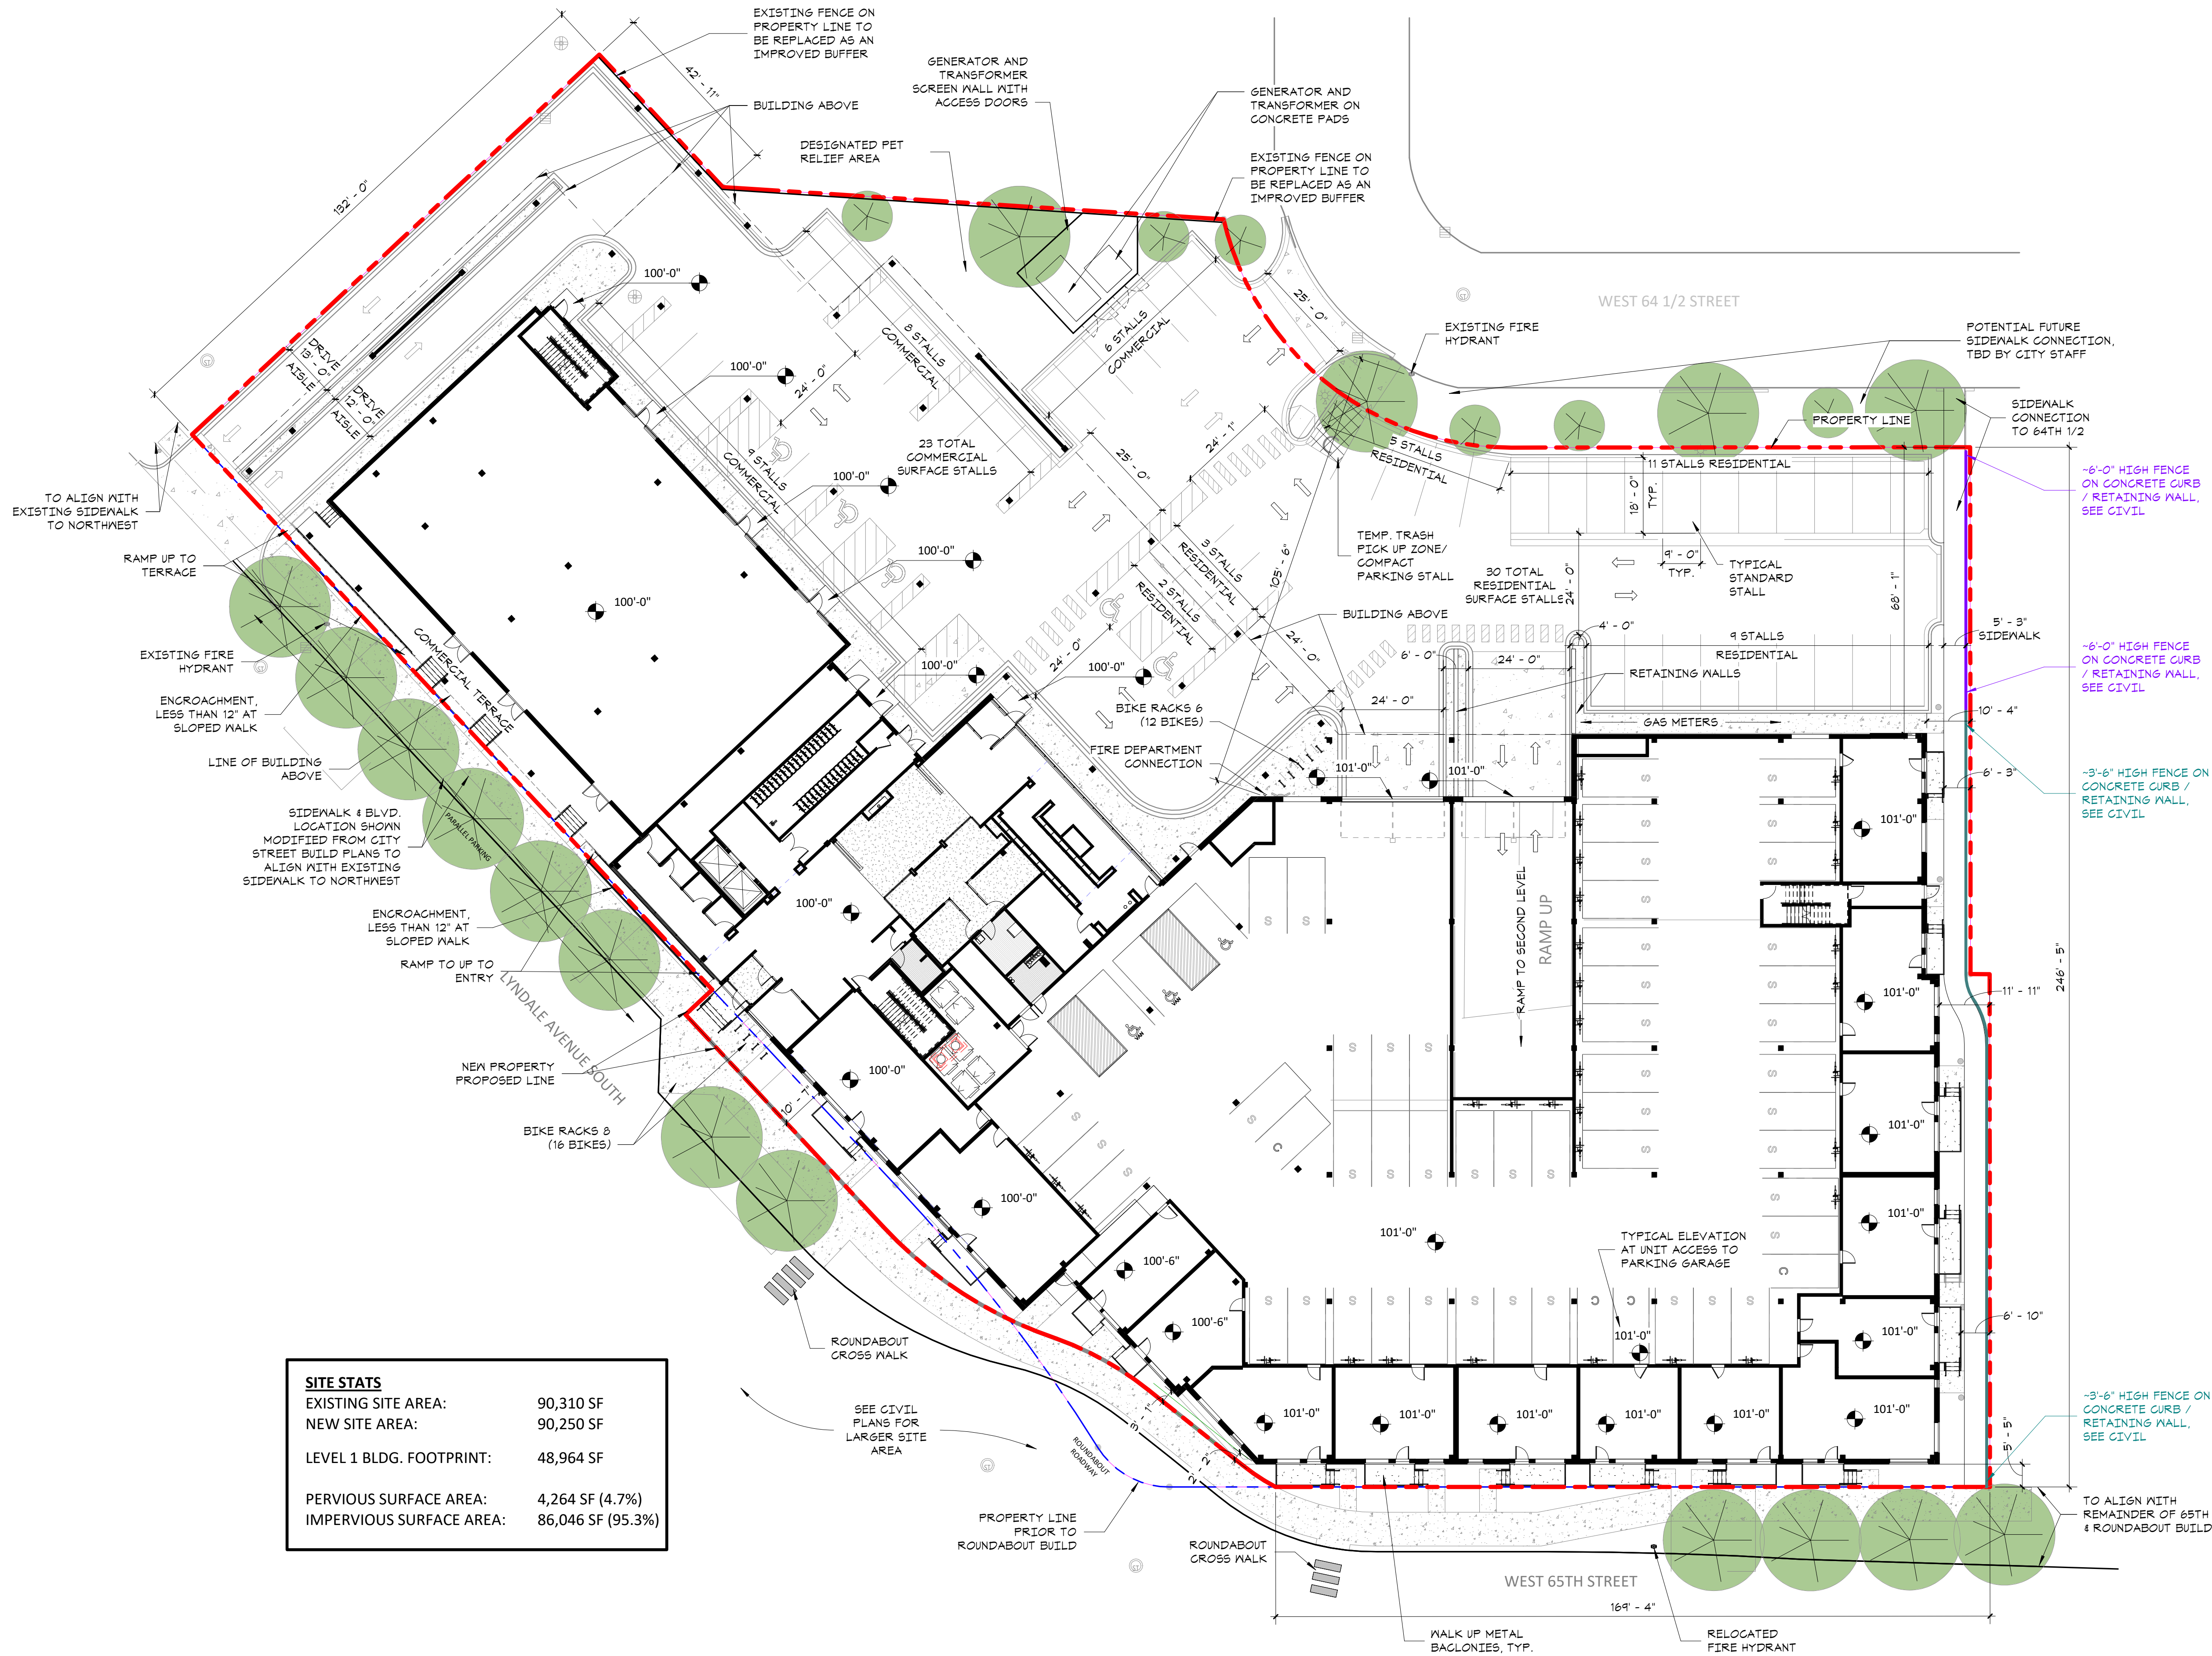 EXISTING FENCE ON
PROPERTY LINE TO
BE REPLACED AS AN
IMPROVED BUFFER
42' - 11"
BUILDING ABOVE
GENERATOR AND
TRANSFORMER
SCREEN WALL WITH
ACCESS DOORS
GENERATOR AND
TRANSFORMER ON
CONCRETE PADS
DESIGNATED PET
RELIEF AREA
EXISTING FENCE ON
PROPERTY LINE TO
BE REPLACED AS AN
IMPROVED BUFFER
132' - 0"
WEST 64 1/2 STREET
EXISTING FIRE
HYDRANT
POTENTIAL FUTURE
SIDEWALK CONNECTION,
TBD BY CITY STAFF
SIDEWALK
CONNECTION
TO 64TH 1/2
PROPERTY LINE
25' - 0"
100'-0"
8 STALLS
COMMERCIAL
6 STALLS
COMMERCIAL
DRIVE
13' - 0"
AISLE
DRIVE
12' - 0"
AISLE
100'-0"
24' - 0"
24' - 1"
9 STALLS
COMMERCIAL
23 TOTAL
COMMERCIAL
SURFACE STALLS
25' - 0"
5 STALLS
RESIDENTIAL
11 STALLS RESIDENTIAL
18' - 0"
TYP.
~6'-0" HIGH FENCE
ON CONCRETE CURB
/ RETAINING WALL,
SEE CIVIL
100'-0"
TO ALIGN WITH
EXISTING SIDEWALK
TO NORTHWEST
RAMP UP TO
TERRACE
100'-0"
100'-0"
3 STALLS
RESIDENTIAL
2 STALLS
RESIDENTIAL
105' - 6"
TEMP. TRASH
PICK UP ZONE/
COMPACT
PARKING STALL
30 TOTAL
RESIDENTIAL
SURFACE STALLS
24' - 0"
9' - 0"
TYP.
TYPICAL
STANDARD
STALL
68' - 1"
BUILDING ABOVE
4' - 0"
5' - 3"
SIDEWALK
9 STALLS
RESIDENTIAL
~6'-0" HIGH FENCE
ON CONCRETE CURB
/ RETAINING WALL,
SEE CIVIL
EXISTING FIRE
HYDRANT
COMMERCIAL TERRACE
ENCROACHMENT,
LESS THAN 12" AT
SLOPED WALK
100'-0"
24' - 0"
100'-0"
24' - 0"
6' - 0"
24' - 0"
24' - 0"
RETAINING WALLS
GAS METERS
10' - 4"
BIKE RACKS 6
(12 BIKES)
FIRE DEPARTMENT
CONNECTION
101'-0"
101'-0"
6' - 3"
~3'-6" HIGH FENCE ON
CONCRETE CURB /
RETAINING WALL,
SEE CIVIL
LINE OF BUILDING
ABOVE
SIDEWALK & BLVD.
LOCATION SHOWN
MODIFIED FROM CITY
STREET BUILD PLANS TO
ALIGN WITH EXISTING
SIDEWALK TO NORTHWEST
PARALLEL PARKING
101'-0"
RAMP TO SECOND LEVEL
RAMP UP
100'-0"
ENCROACHMENT,
LESS THAN 12" AT
SLOPED WALK
RAMP TO UP TO
ENTRY
LYNDALE AVENUE SOUTH
VAN
VAN
101'-0"
11' - 11"
246' - 5"
NEW PROPERTY
PROPOSED LINE
100'-0"
10' - 7"
BIKE RACKS 8
(16 BIKES)
101'-0"
100'-0"
101'-0"
101'-0"
TYPICAL ELEVATION
AT UNIT ACCESS TO
PARKING GARAGE
100'-6"
100'-6"
101'-0"
101'-0"
6' - 10"
ROUNDABOUT
CROSS WALK
SITE STATS
EXISTING SITE AREA: 90,310 SF
NEW SITE AREA: 90,250 SF
LEVEL 1 BLDG. FOOTPRINT: 48,964 SF
PERVIOUS SURFACE AREA: 4,264 SF (4.7%)
IMPERVIOUS SURFACE AREA: 86,046 SF (95.3%)
SEE CIVIL
PLANS FOR
LARGER SITE
AREA
101'-0"
101'-0"
101'-0"
101'-0"
101'-0"
101'-0"
~3'-6" HIGH FENCE ON
CONCRETE CURB /
RETAINING WALL,
SEE CIVIL
5' - 5"
ROUNDABOUT
ROADWAY
2' - 2"
PROPERTY LINE
PRIOR TO
ROUNDABOUT BUILD
ROUNDABOUT
CROSS WALK
WEST 65TH STREET
TO ALIGN WITH
REMAINDER OF 65TH
& ROUNDABOUT BUILD
169' - 4"
WALK UP METAL
BACLONIES, TYP.
RELOCATED
FIRE HYDRANT